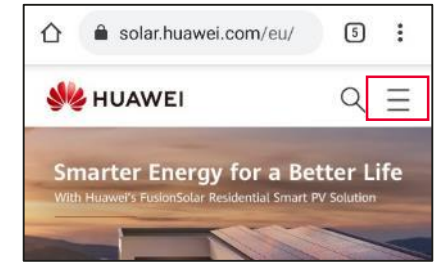 solar.huawei.com/eu/ 5
HUAWEI
Smarter Energy for a Better Life
With Huawei's FusionSolar Residential Smart PV Solution